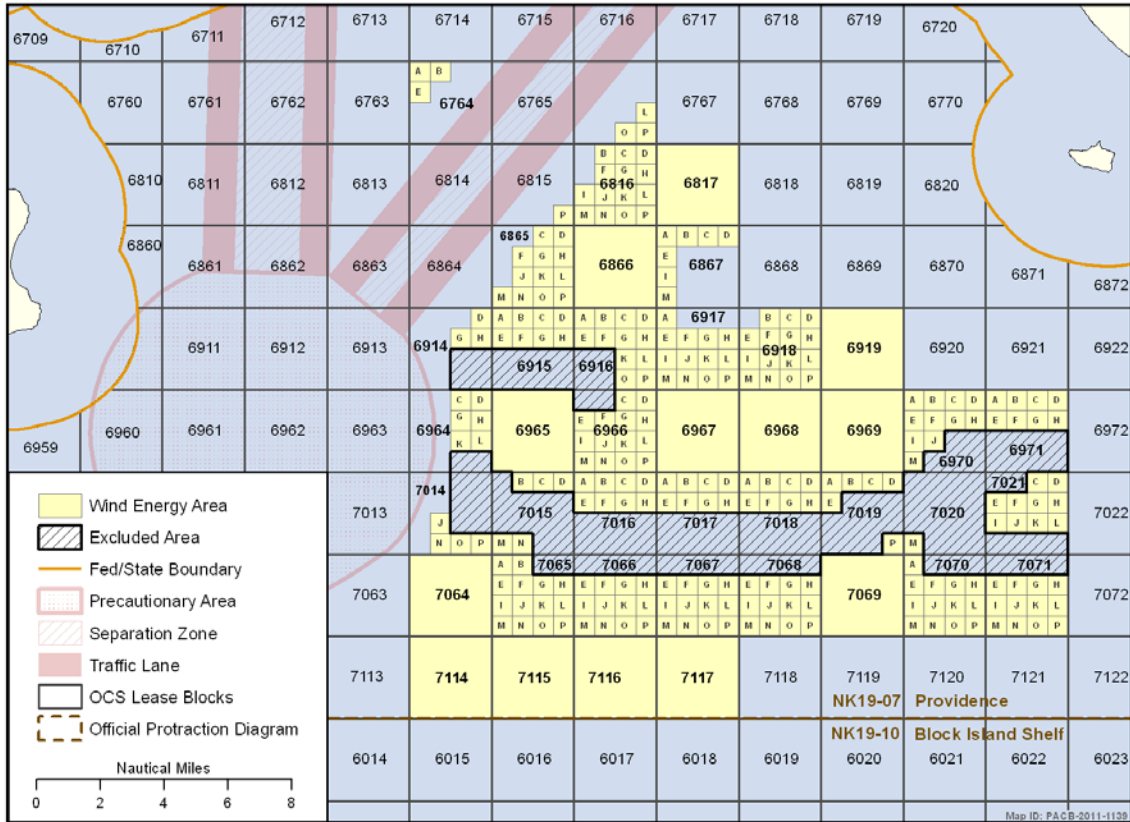 6709 6710 6711 6712 6713 6714 6715 6716 6717 6718 6719 6720
A B
E
6760 6761 6762 6763 6764 6765 6767 6768 6769 6770
L
O P
B C D
F G H
6810 6811 6812 6813 6814 6815 6816 6817 6818 6819 6820
I J K L
P M N O P
6865 C D A B C D
F G H E
6860 6861 6862 6863 6864 6866 6867 6868 6869 6870 6871 6872
J K L I
M N O P M
D A B C D A B C D A 6917 B C D
G H E F G H E F G H E F G H E F G H
6911 6912 6913 6914 6915 6916 6918 6919 6920 6921 6922
K L I J K L I J K L
O P M N O P M N O P
C D C D A B C D A B C D
G H E F G H E F G H E F G H
6959 6960 6961 6962 6963 6964 6965 6966 6967 6968 6969 6970 6971 6972
K L I J K L I J
M N O P M
7014 B C D A B C D A B C D A B C D A B C D 7021 C D
E F G H E F G H E F G H E E F G H
7013 7015 7016 7017 7018 7019 7020 7022
J I J K L
N O P M N P M
A B 7065 7066 7067 7068 A 7070 7071
E F G H E F G H E F G H E F G H E F G H E F G H
7063 7064 7069 7072
I J K L I J K L I J K L I J K L I J K L I J K L
M N O P M N O P M N O P M N O P M N O P M N O P
7113 7114 7115 7116 7117 7118 7119 7120 7121 7122
NK19-07 Providence
NK19-10 Block Island Shelf
6014 6015 6016 6017 6018 6019 6020 6021 6022 6023
Wind Energy Area
Excluded Area
Fed/State Boundary
Precautionary Area
Separation Zone
Traffic Lane
OCS Lease Blocks
Official Protraction Diagram
Nautical Miles
0 2 4 6 8
Map ID: PACB-2011-1139